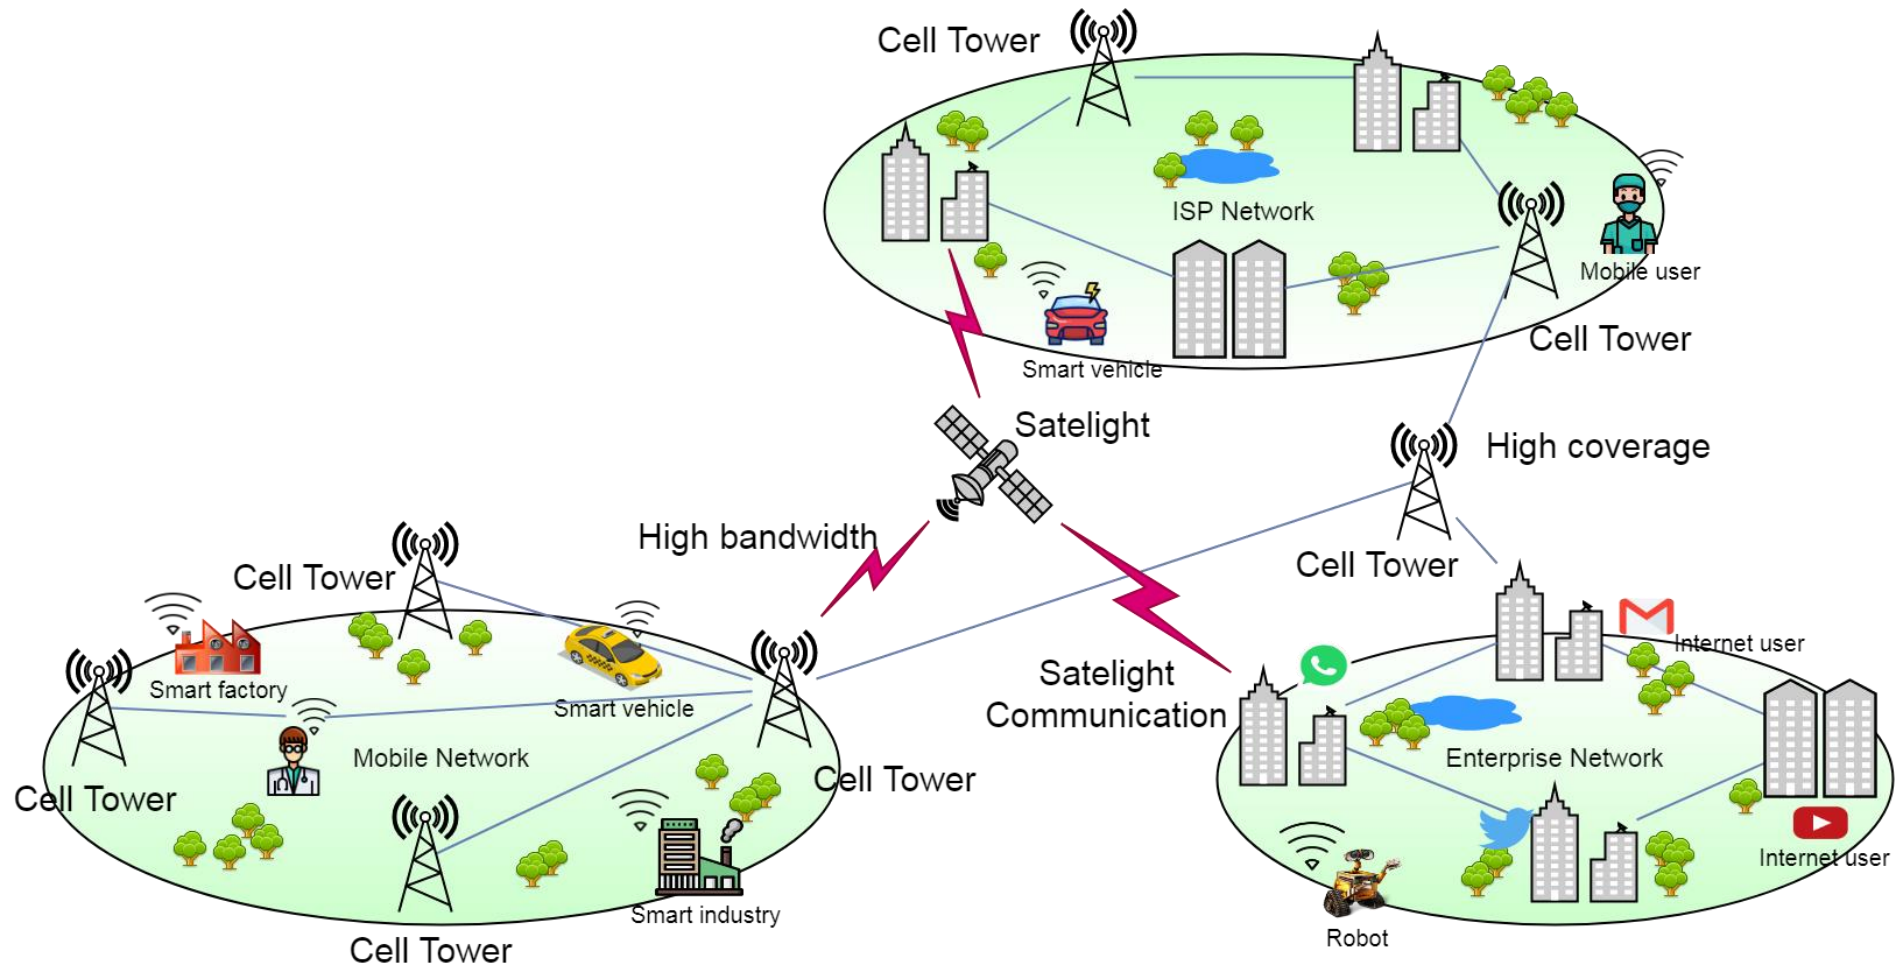 Cell Tower
ISP Network
Mobile user
Cell Tower
Smart vehicle
Satelight
High coverage
High bandwidth
Cell Tower
Cell Tower
Smart factory
Smart vehicle
Mobile Network
Cell Tower
Cell Tower
Smart industry
Cell Tower
Satelight
Communication
Internet user
Enterprise Network
Internet user
Robot